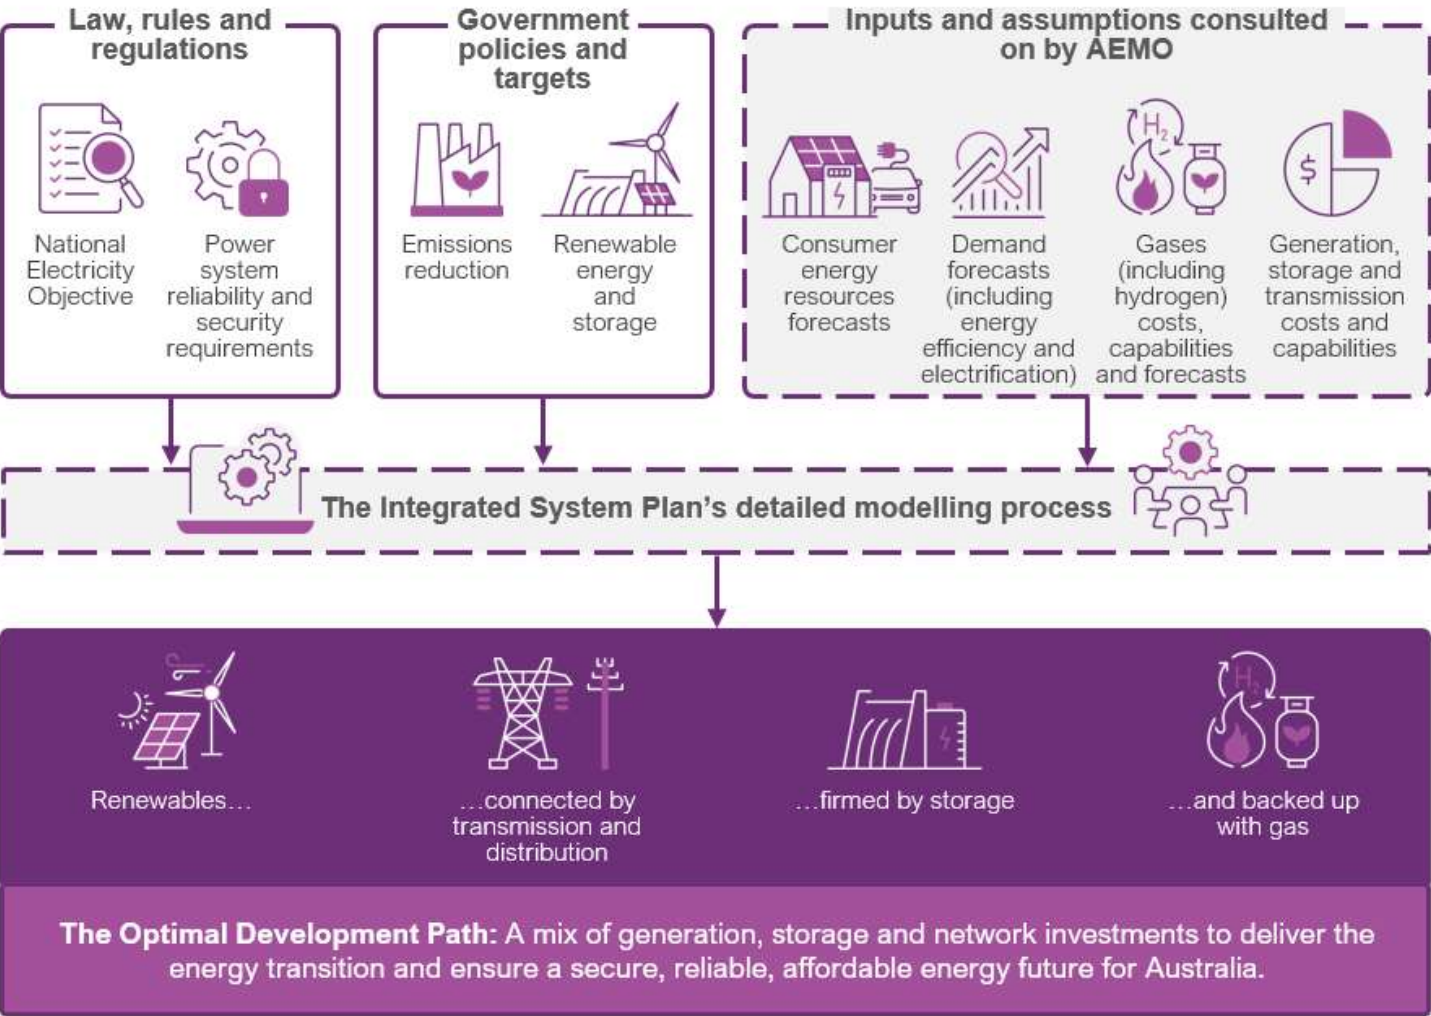 Law, rules and
regulations
National
Electricity
Objective
Power
system
reliability and
security
requirements
Government
policies and
targets
Emissions
reduction
Renewable
energy
and
storage
Inputs and assumptions consulted
on by AEMO
Consumer
energy
resources
forecasts
Demand
forecasts
(including
energy
efficiency and
electrification)
H2
Gases
(including
hydrogen)
costs,
capabilities
and forecasts
$
Generation,
storage and
transmission
costs and
capabilities
The Integrated System Plan’s detailed modelling process
Renewables…
…connected by
transmission and
distribution
…firmed by storage
H2
…and backed up
with gas
The Optimal Development Path: A mix of generation, storage and network investments to deliver the
energy transition and ensure a secure, reliable, affordable energy future for Australia.